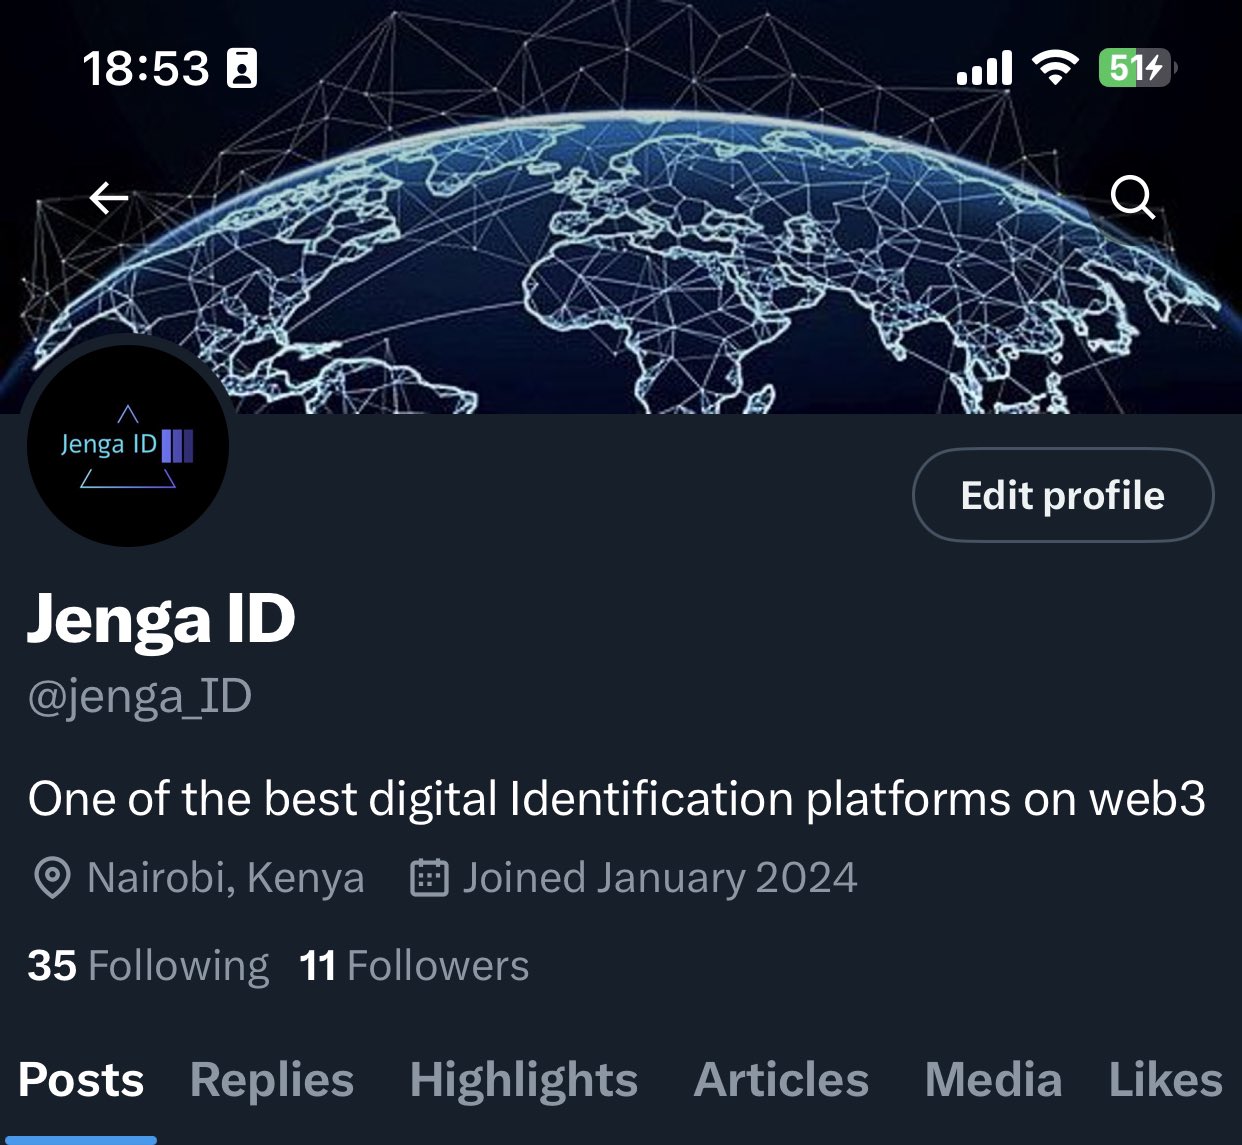 18:53
51
Jenga ID
Edit profile
Jenga ID
@jenga_ID
One of the best digital Identification platforms on web3
Nairobi, Kenya Joined January 2024
35 Following 11 Followers
Posts Replies Highlights Articles Media Likes